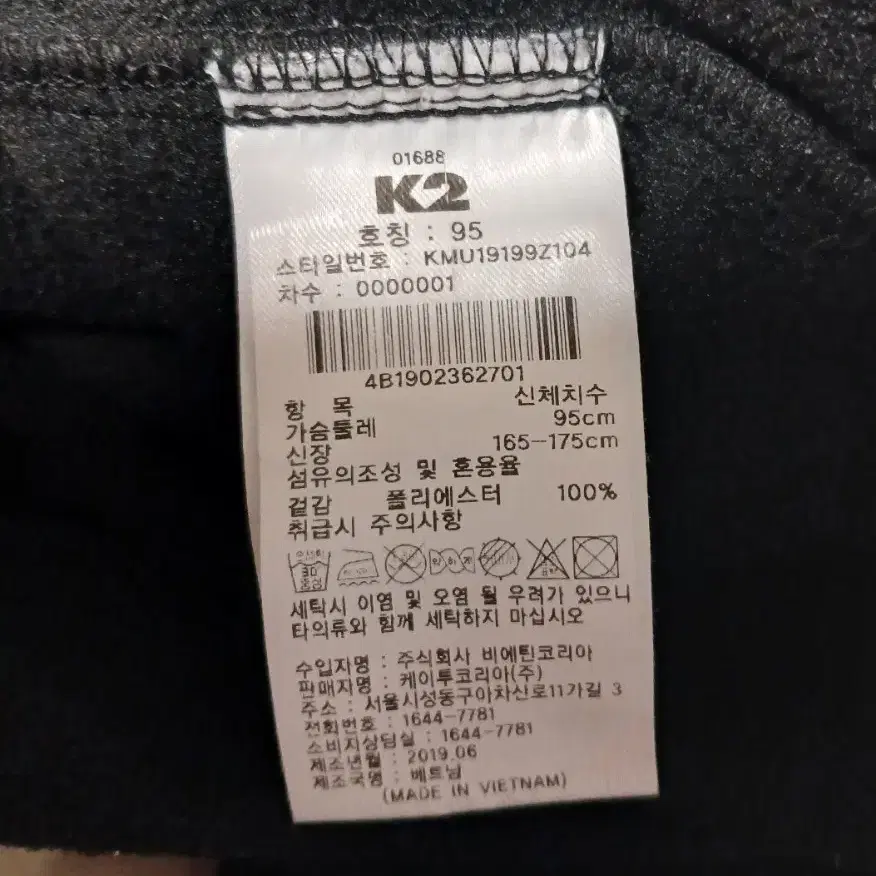 01688
K2
호칭 : 95
스타일번호 : KMU19199Z104
차수 : 0000001
4B1902362701
항 목 신체치수
가슴둘레 95cm
신장 165-175cm
섬유의조성 및 혼용율
겉감 폴리에스터 100%
취급시 주의사항
30
중성
세탁시 이염 및 오염 될 우려가 있으니
타의류와 함께 세탁하지 마십시오
수입자명 : 주식회사 비에틴코리아
판매자명 : 케이투코리아(주)
주소 : 서울시성동구아차산로11가길 3
전화번호 : 1644-7781
소비자상담실 : 1644-7781
제조년월 : 2019.06
제조국명 : 베트남
(MADE IN VIETNAM)